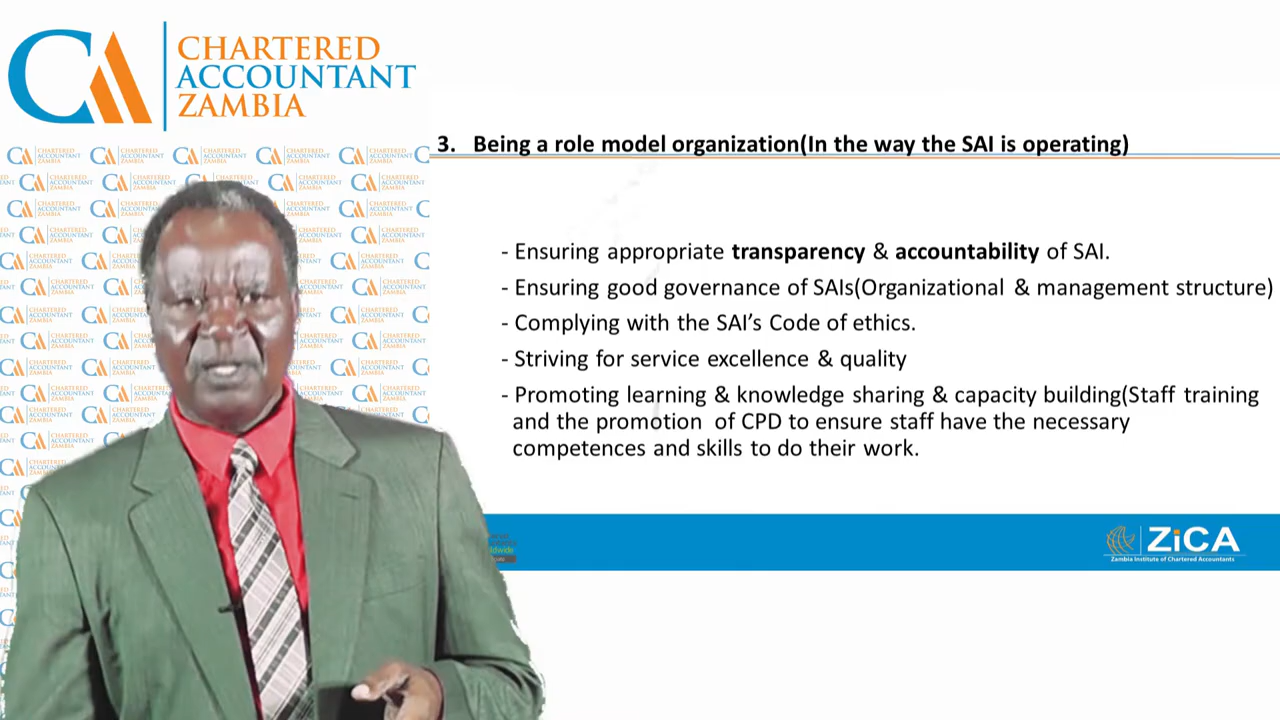 CHARTERED
ACCOUNTANT
ZAMBIA
3. Being a role model organization(In the way the SAI is operating)
- Ensuring appropriate transparency & accountability of SAI.
- Ensuring good governance of SAIs(Organizational & management structure)
- Complying with the SAI’s Code of ethics.
- Striving for service excellence & quality
- Promoting learning & knowledge sharing & capacity building(Staff training
and the promotion of CPD to ensure staff have the necessary
competences and skills to do their work.
ZiCA
Zambia Institute of Chartered Accountants